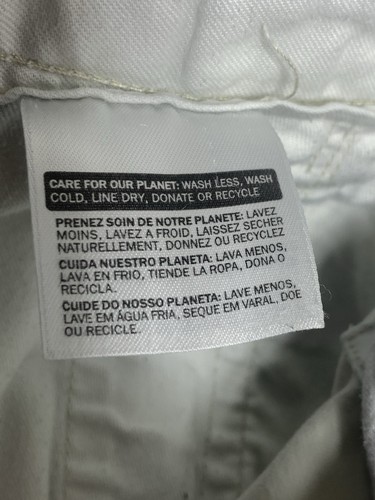 CARE FOR OUR PLANET: WASH LESS, WASH
COLD, LINE DRY, DONATE OR RECYCLE
PRENEZ SOIN DE NOTRE PLANETE: LAVEZ
MOINS, LAVEZ A FROID, LAISSEZ SECHER
NATURELLEMENT, DONNEZ OU RECYCLEZ
CUIDA NUESTRO PLANETA: LAVA MENOS,
LAVA EN FRIO, TIENDE LA ROPA, DONA O
RECICLA.
CUIDE DO NOSSO PLANETA: LAVE MENOS,
LAVE EM ÁGUA FRIA, SEQUE EM VARAL, DOE
OU RECICLE.